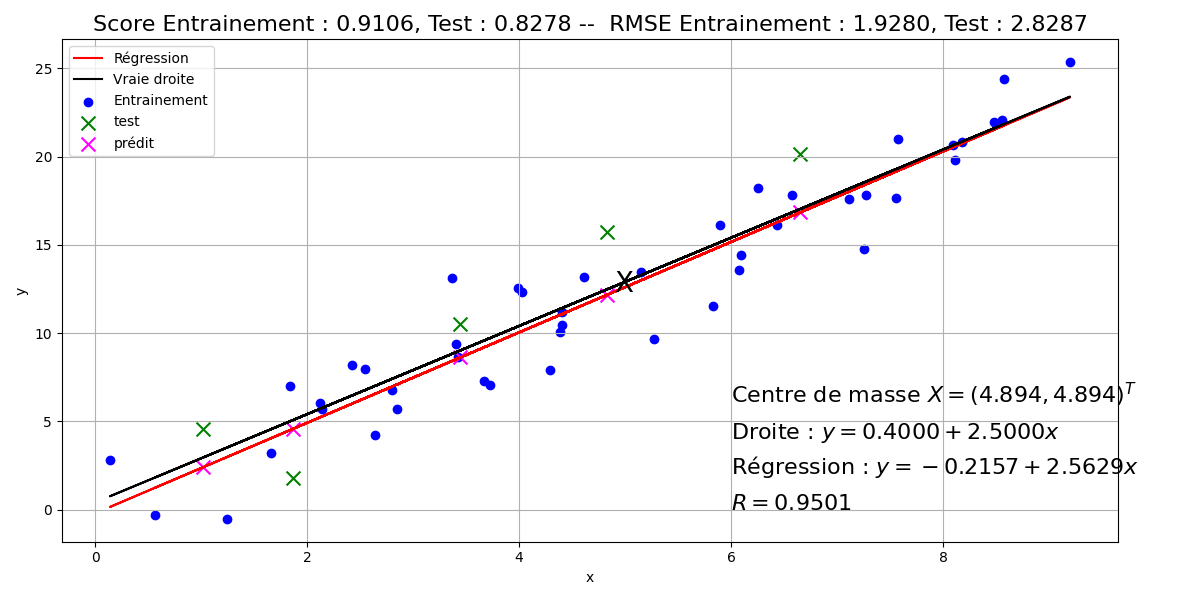 Score Entrainement : 0.9106, Test : 0.8278 --  RMSE Entrainement : 1.9280, Test : 2.8287
Régression
Vraie droite
Entrainement
test
prédit
25
20
15
10
5
0
y
Centre de masse X = (4.894, 4.894)^T
Droite : y = 0.4000 + 2.5000x
Régression : y = −0.2157 + 2.5629x
R = 0.9501
0 2 4 6 8
x